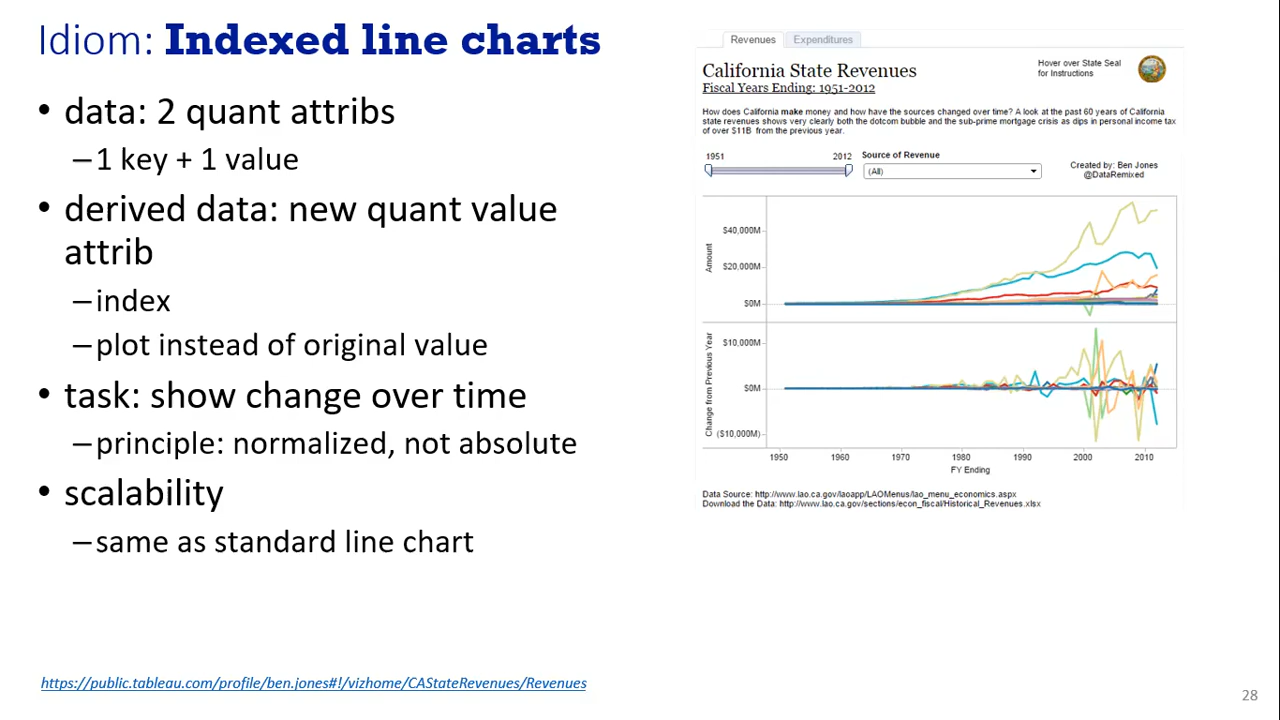 Idiom: Indexed line charts
• data: 2 quant attribs
–1 key + 1 value
• derived data: new quant value
attrib
–index
–plot instead of original value
• task: show change over time
–principle: normalized, not absolute
• scalability
–same as standard line chart
https://public.tableau.com/profile/ben.jones#!/vizhome/CAStateRevenues/Revenues
Revenues Expenditures
California State Revenues
Fiscal Years Ending: 1951-2012
Hover over State Seal
for Instructions
How does California make money and how have the sources changed over time? A look at the past 60 years of California
state revenues shows very clearly both the dotcom bubble and the sub-prime mortgage crisis as dips in personal income tax
of over $11B from the previous year.
1951 2012
Source of Revenue
(All)
Created by: Ben Jones
@DataRemixed
Amount
$40,000M
$20,000M
$0M
Change from Previous Year
$10,000M
$0M
($10,000M)
1950 1960 1970 1980 1990 2000 2010
FY Ending
Data Source: http://www.lao.ca.gov/laoapp/LAOMenus/lao_menu_economics.aspx
Download the Data: http://www.lao.ca.gov/sections/econ_fiscal/Historical_Revenues.xlsx
28